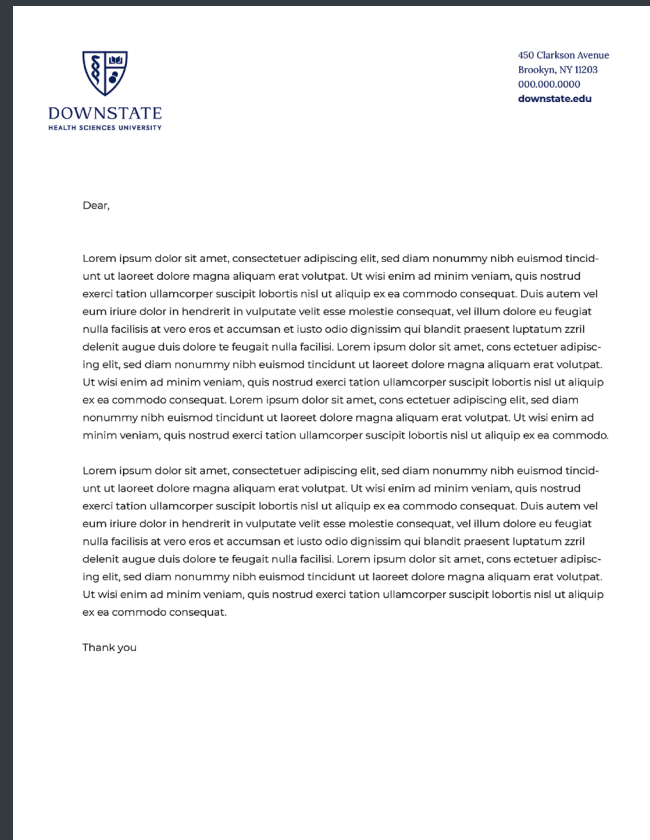 DOWNSTATE
HEALTH SCIENCES UNIVERSITY
450 Clarkson Avenue
Brookyn, NY 11203
000.000.0000
downstate.edu
Dear,
Lorem ipsum dolor sit amet, consectetuer adipiscing elit, sed diam nonummy nibh euismod tincid-
unt ut laoreet dolore magna aliquam erat volutpat. Ut wisi enim ad minim veniam, quis nostrud
exerci tation ullamcorper suscipit lobortis nisl ut aliquip ex ea commodo consequat. Duis autem vel
eum iriure dolor in hendrerit in vulputate velit esse molestie consequat, vel illum dolore eu feugiat
nulla facilisis at vero eros et accumsan et iusto odio dignissim qui blandit praesent luptatum zzril
delenit augue duis dolore te feugait nulla facilisi. Lorem ipsum dolor sit amet, cons ectetuer adipisc-
ing elit, sed diam nonummy nibh euismod tincidunt ut laoreet dolore magna aliquam erat volutpat.
Ut wisi enim ad minim veniam, quis nostrud exerci tation ullamcorper suscipit lobortis nisl ut aliquip
ex ea commodo consequat. Lorem ipsum dolor sit amet, cons ectetuer adipiscing elit, sed diam
nonummy nibh euismod tincidunt ut laoreet dolore magna aliquam erat volutpat. Ut wisi enim ad
minim veniam, quis nostrud exerci tation ullamcorper suscipit lobortis nisl ut aliquip ex ea commodo.
Lorem ipsum dolor sit amet, consectetuer adipiscing elit, sed diam nonummy nibh euismod tincid-
unt ut laoreet dolore magna aliquam erat volutpat. Ut wisi enim ad minim veniam, quis nostrud
exerci tation ullamcorper suscipit lobortis nisl ut aliquip ex ea commodo consequat. Duis autem vel
eum iriure dolor in hendrerit in vulputate velit esse molestie consequat, vel illum dolore eu feugiat
nulla facilisis at vero eros et accumsan et iusto odio dignissim qui blandit praesent luptatum zzril
delenit augue duis dolore te feugait nulla facilisi. Lorem ipsum dolor sit amet, cons ectetuer adipisc-
ing elit, sed diam nonummy nibh euismod tincidunt ut laoreet dolore magna aliquam erat volutpat.
Ut wisi enim ad minim veniam, quis nostrud exerci tation ullamcorper suscipit lobortis nisl ut aliquip
ex ea commodo consequat.
Thank you